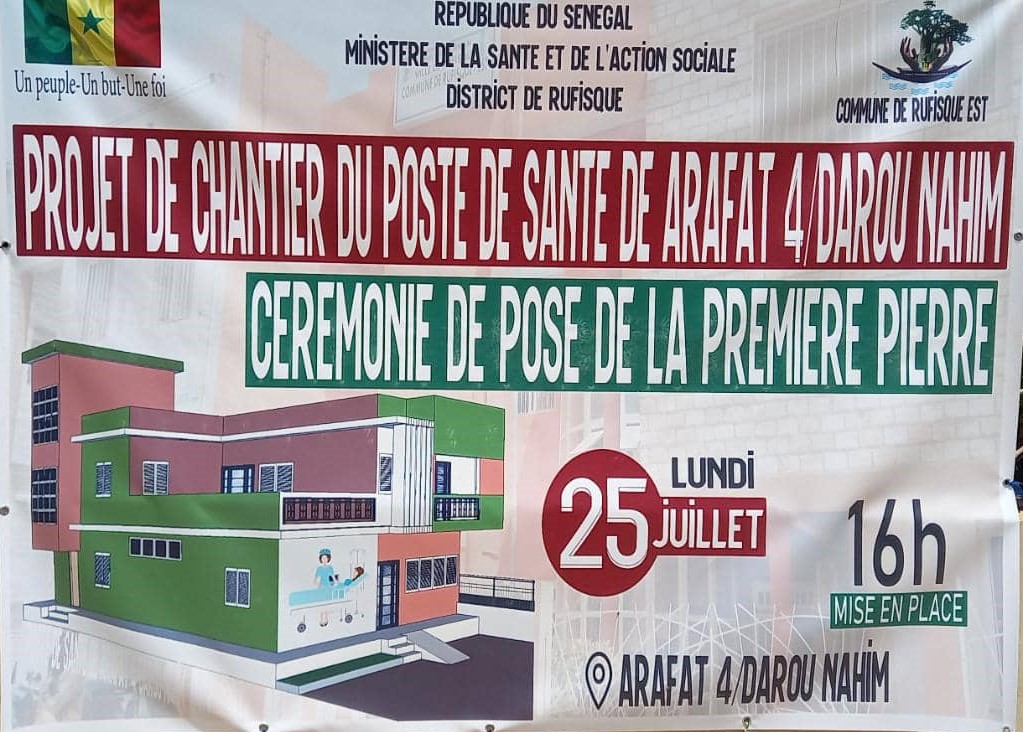 REPUBLIQUE DU SENEGAL
MINISTERE DE LA SANTE ET DE L'ACTION SOCIALE
DISTRICT DE RUFISQUE
Un peuple-Un but-Une foi
COMMUNE DE RUFISQUE EST
PROJET DE CHANTIER DU POSTE DE SANTE DE ARAFAT 4/DAROU NAHIM
CEREMONIE DE POSE DE LA PREMIERE PIERRE
LUNDI
25 JUILLET
16h
MISE EN PLACE
ARAFAT 4/DAROU NAHIM